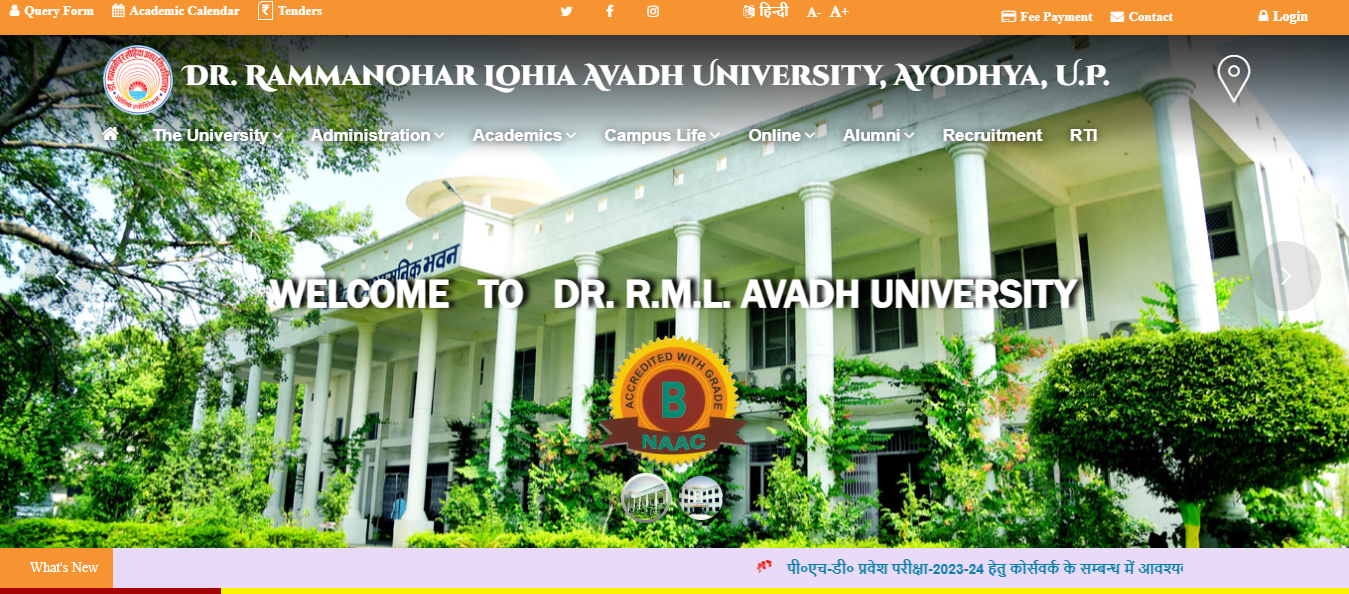 Query Form Academic Calendar ₹ Tenders हिन्दी A- A+ Fee Payment Contact Login
DR. RAMMANOHAR LOHIA AVADH UNIVERSITY, AYODHYA, U.P.
The University Administration Academics Campus Life Online Alumni Recruitment RTI
भवन
WELCOME TO DR. R.M.L. AVADH UNIVERSITY
ACCREDITED WITH GRADE
B
NAAC
What's New पी०एच-डी० प्रवेश परीक्षा-2023-24 हेतु कोर्सवर्क के सम्बन्ध में